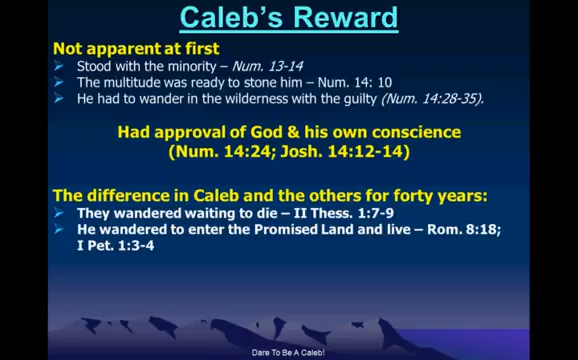 Caleb's Reward
Not apparent at first
➢ Stood with the minority – Num. 13-14
➢ The multitude was ready to stone him – Num. 14: 10
➢ He had to wander in the wilderness with the guilty (Num. 14:28-35).
Had approval of God & his own conscience
(Num. 14:24; Josh. 14:12-14)
The difference in Caleb and the others for forty years:
➢ They wandered waiting to die – II Thess. 1:7-9
➢ He wandered to enter the Promised Land and live – Rom. 8:18;
I Pet. 1:3-4
Dare To Be A Caleb!